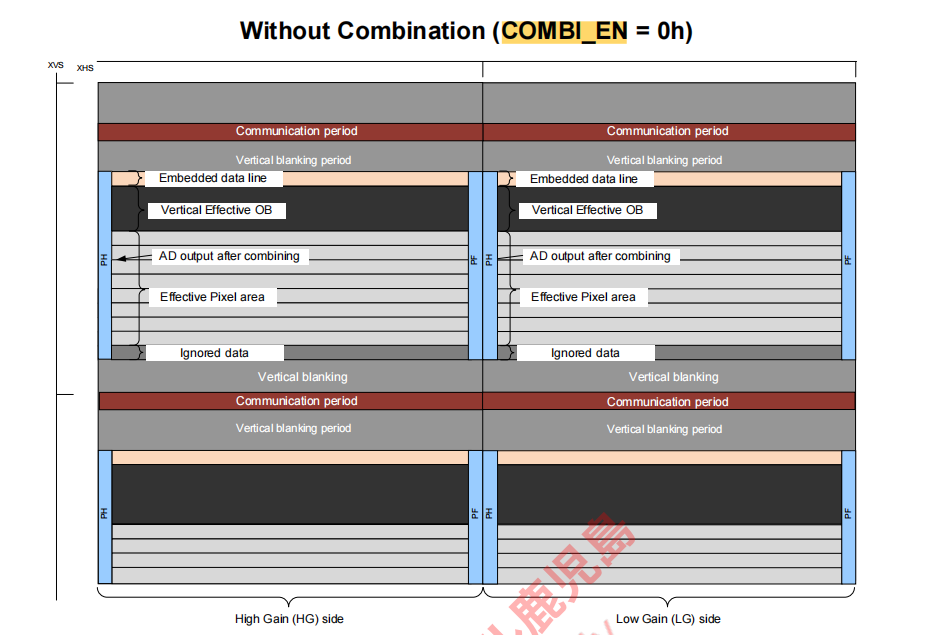 Without Combination (COMBI_EN = 0h)
XVS
XHS
Communication period
Communication period
Vertical blanking period
Vertical blanking period
Embedded data line
Embedded data line
Vertical Effective OB
Vertical Effective OB
PH
AD output after combining
PF
PH
AD output after combining
PF
Effective Pixel area
Effective Pixel area
Ignored data
Ignored data
Vertical blanking
Vertical blanking
Communication period
Communication period
Vertical blanking period
Vertical blanking period
PH
PF
PH
PF
鹿児島
High Gain (HG) side
Low Gain (LG) side